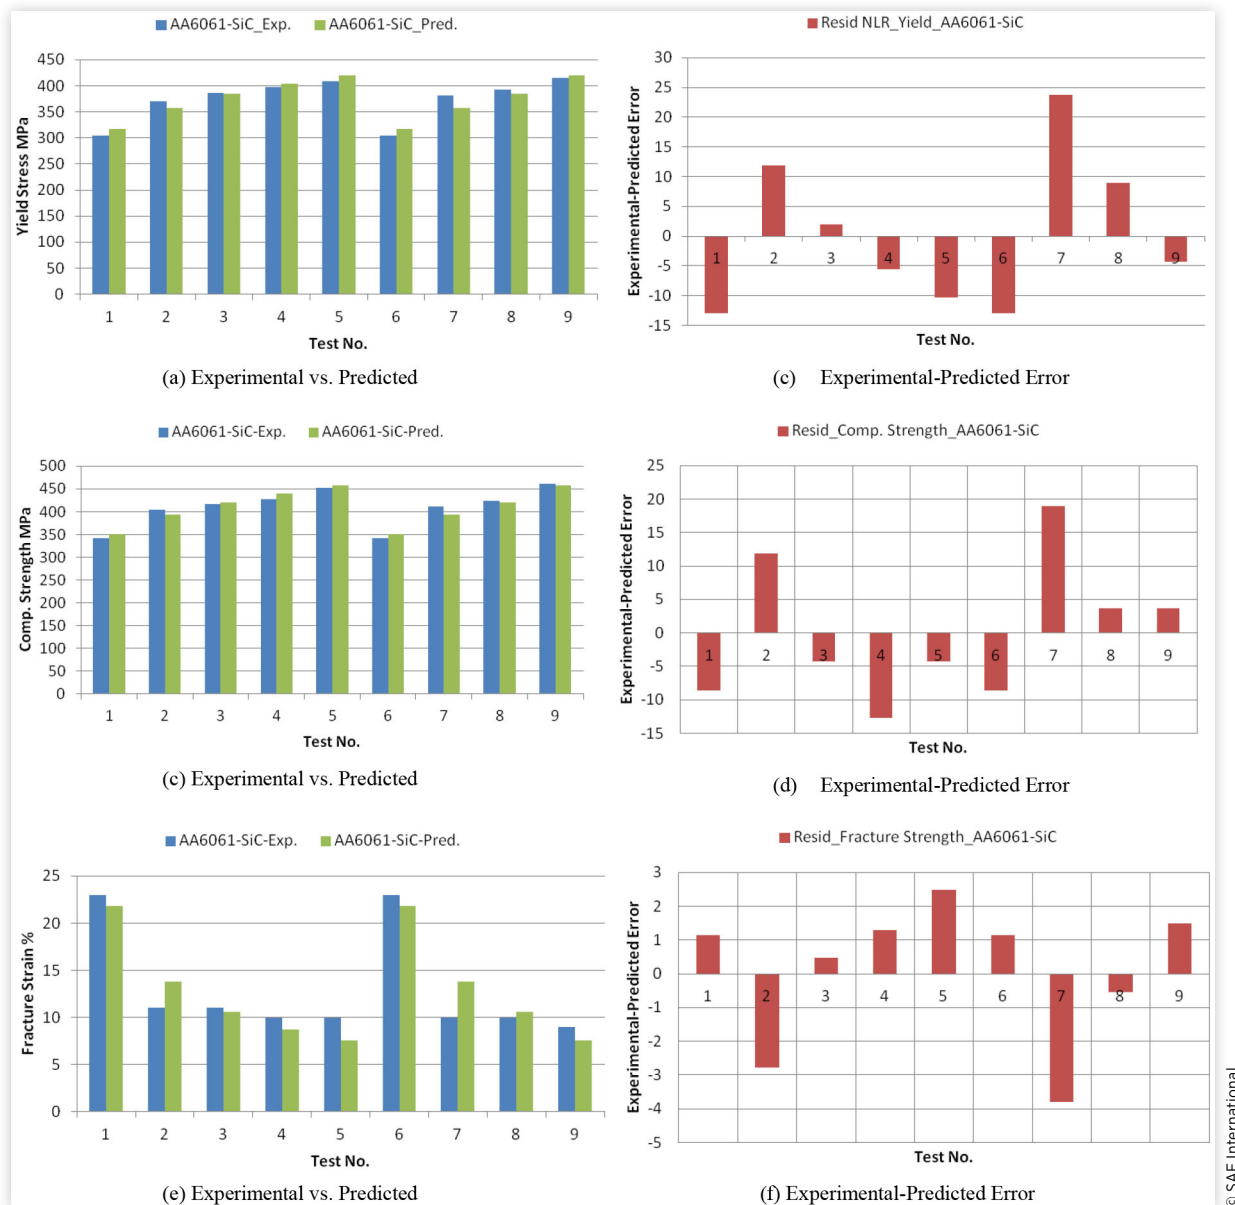 AA6061-SiC_Exp. AA6061-SiC_Pred.
Yield Stress MPa
450
400
350
300
250
200
150
100
50
0
1 2 3 4 5 6 7 8 9
Test No.
(a) Experimental vs. Predicted
Resid NLR_Yield_AA6061-SiC
Experimental-Predicted Error
30
25
20
15
10
5
0
-5
-10
-15
1 2 3 4 5 6 7 8 9
Test No.
(c) Experimental-Predicted Error
AA6061-SiC-Exp. AA6061-SiC-Pred.
Comp. Strength MPa
500
450
400
350
300
250
200
150
100
50
0
1 2 3 4 5 6 7 8 9
Test No.
(c) Experimental vs. Predicted
Resid_Comp. Strength_AA6061-SiC
Experimental-Predicted Error
25
20
15
10
5
0
-5
-10
-15
1 2 3 4 5 6 7 8 9
Test No.
(d) Experimental-Predicted Error
AA6061-SiC-Exp. AA6061-SiC-Pred.
Fracture Strain %
25
20
15
10
5
0
1 2 3 4 5 6 7 8 9
Test No.
(e) Experimental vs. Predicted
Resid_Fracture Strength_AA6061-SiC
Experimental-Predicted Error
3
2
1
0
-1
-2
-3
-4
-5
1 2 3 4 5 6 7 8 9
Test No.
(f) Experimental-Predicted Error
© SAE International